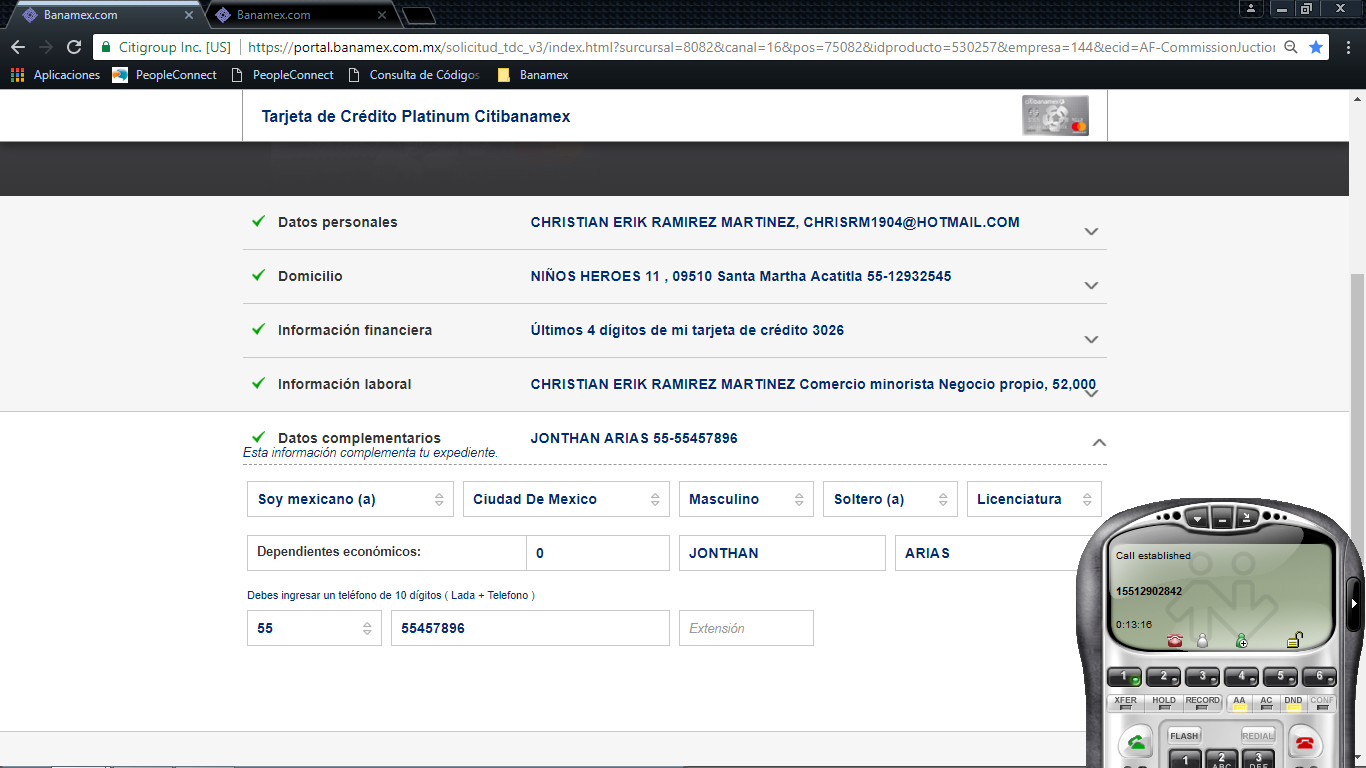 Banamex.com
Banamex.com
Citigroup Inc. [US] https://portal.banamex.com.mx/solicitud_tdc_v3/index.html?surcursal=8082&canal=16&pos=75082&idproducto=530257&empresa=144&ecid=AF-CommissionJuctior
Aplicaciones PeopleConnect PeopleConnect Consulta de Códigos Banamex
Tarjeta de Crédito Platinum Citibanamex
Datos personales CHRISTIAN ERIK RAMIREZ MARTINEZ, CHRISRM1904@HOTMAIL.COM
Domicilio NIÑOS HEROES 11 , 09510 Santa Martha Acatitla 55-12932545
Información financiera Últimos 4 dígitos de mi tarjeta de crédito 3026
Información laboral CHRISTIAN ERIK RAMIREZ MARTINEZ Comercio minorista Negocio propio, 52,000
Datos complementarios JONTHAN ARIAS 55-55457896
Esta información complementa tu expediente.
Soy mexicano (a) Ciudad De Mexico Masculino Soltero (a) Licenciatura
Dependientes económicos: 0 JONTHAN ARIAS
Debes ingresar un teléfono de 10 dígitos ( Lada + Telefono )
55 55457896 Extensión
Call established
15512902842
0:13:16
1 2 3 4 5 6
XFER HOLD RECORD AA AC DND CONF
FLASH REDIAL
1 2 3
ABC DEF